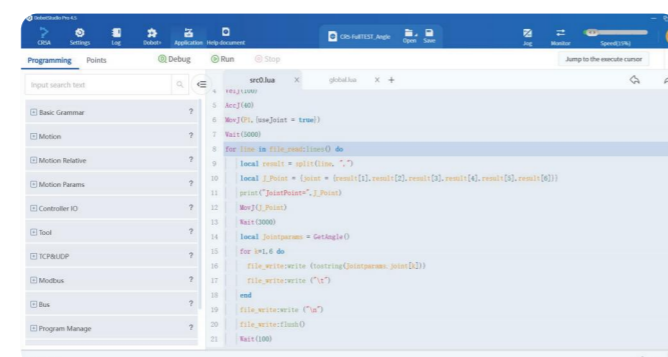 DobotStudio Pro 4.5
CR5A Settings Log Dobot+ Application Help document
CR5-FullTEST_Angle Open Save
Jog Monitor Speed
Programming Points Debug Run Stop
Jump to the execute cursor
Input search text
src0.lua × global.lua × +
Basic Grammar ?
Motion ?
Motion Relative ?
Motion Params ?
Controller IO ?
Tool ?
TCP&UDP ?
Modbus ?
Bus ?
Program Manage ?
4 VelJ(100)
5 AccJ(40)
6 MovJ(P1,{useJoint = true})
7 Wait(5000)
8 for line in file_read:lines() do
9 local result = split(line, ",")
10 local j_Point = {joint = {result[1],result[2],result[3],result[4],result[5],result[6]}}
11 print("JointPoint=",j_Point)
12 MovJ(j_Point)
13 Wait(3000)
14 local jointparams = GetAngle()
15 for k=1,6 do
16 file_write:write (tostring(jointparams.joint[k]))
17 file_write:write ("\t")
18 end
19 file_write:write ("\n")
20 file_write:flush()
21 Wait(100)